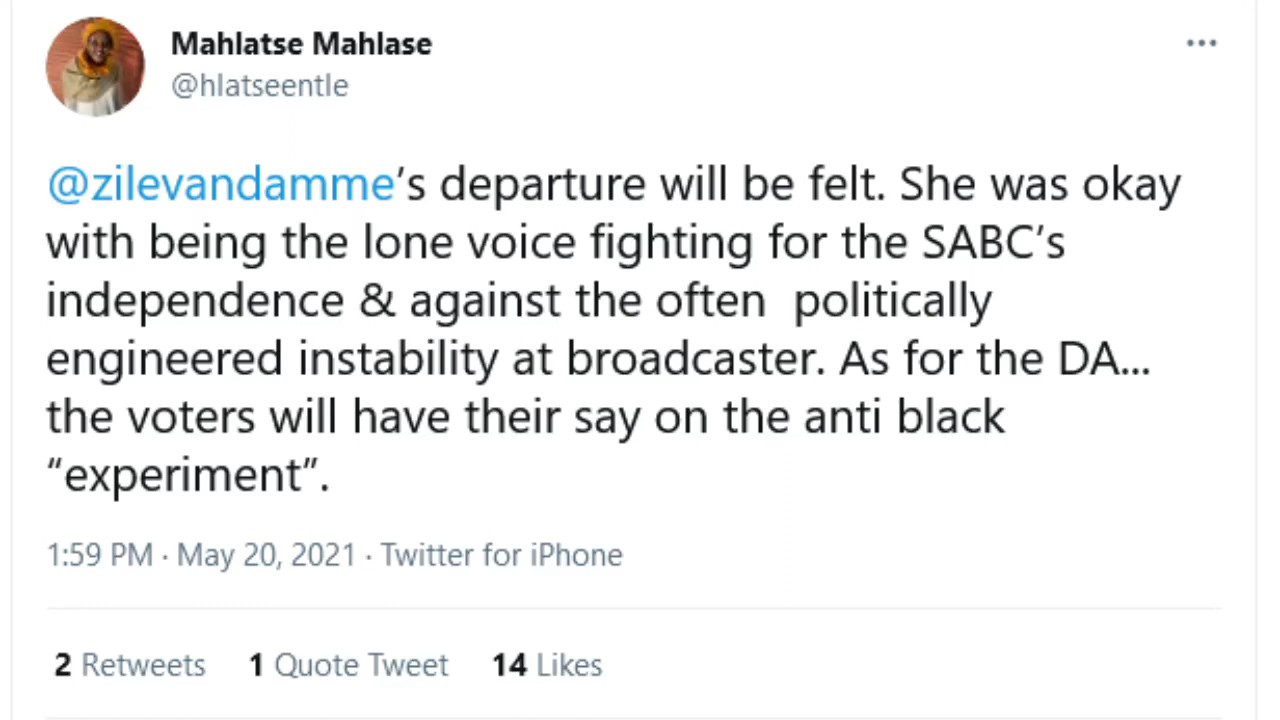 Mahlatse Mahlase
@hlatseentle
@zilevandamme’s departure will be felt. She was okay
with being the lone voice fighting for the SABC’s
independence & against the often  politically
engineered instability at broadcaster. As for the DA...
the voters will have their say on the anti black
“experiment”.
1:59 PM · May 20, 2021 · Twitter for iPhone
2 Retweets 1 Quote Tweet 14 Likes